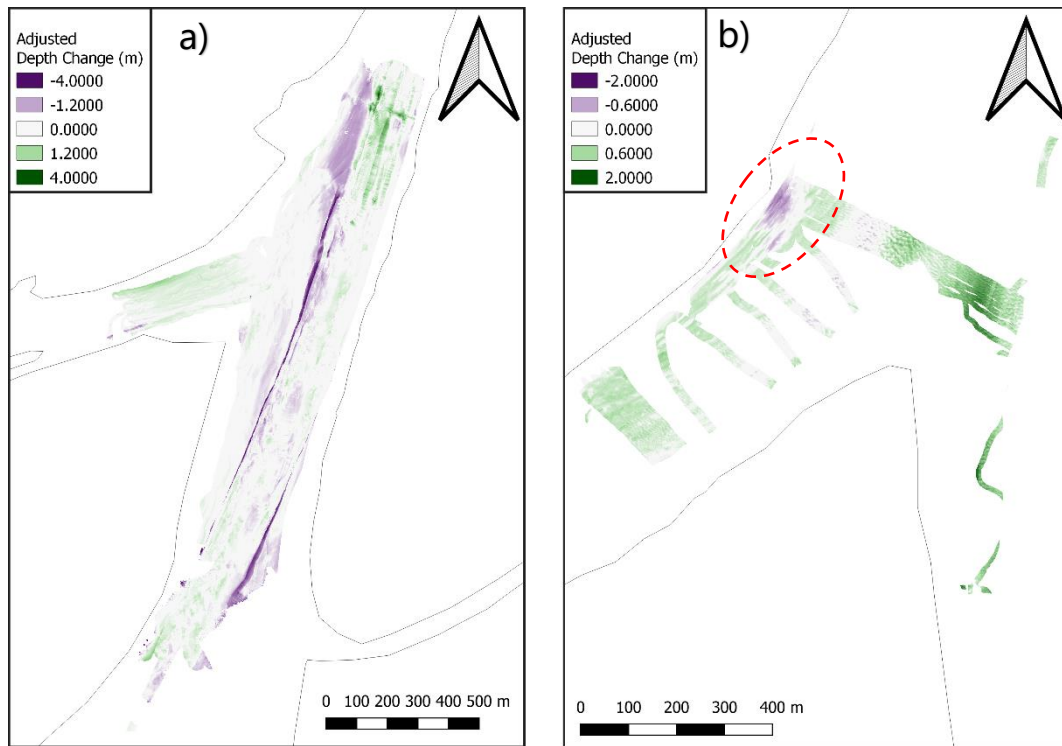 a)
Adjusted
Depth Change (m)
-4.0000
-1.2000
0.0000
1.2000
4.0000
0 100 200 300 400 500 m
b)
Adjusted
Depth Change (m)
-2.0000
-0.6000
0.0000
0.6000
2.0000
0 100 200 300 400 m